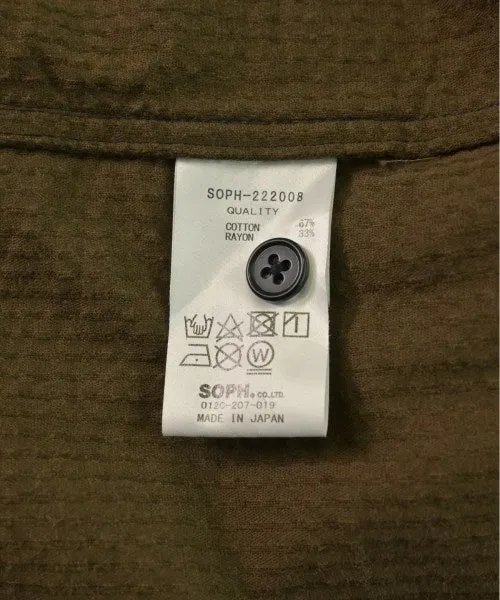 SOPH-222008
QUALITY
COTTON 67%
RAYON 33%
W
SOPH. CO.,LTD.
0120-207-019
MADE IN JAPAN